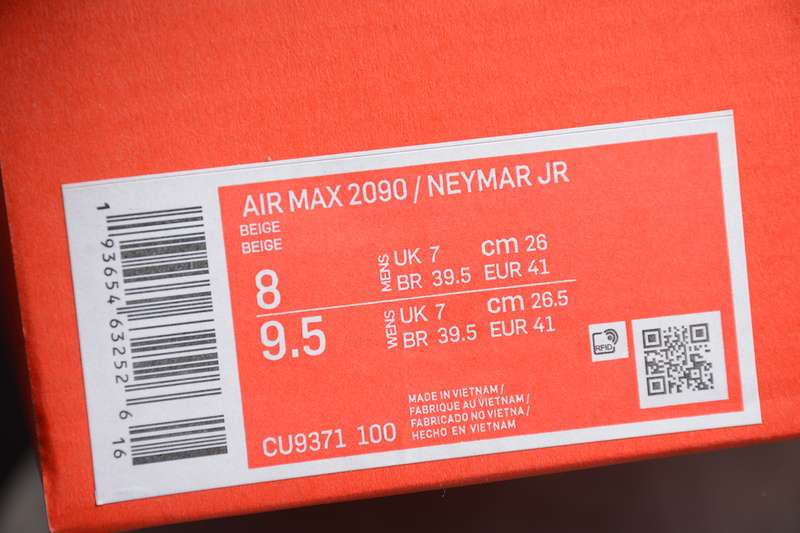 AIR MAX 2090 / NEYMAR JR
BEIGE
BEIGE
8
MENS
UK 7 cm 26
BR 39.5 EUR 41
9.5
WENS
UK 7 cm 26.5
BR 39.5 EUR 41
RFID
MADE IN VIETNAM /
FABRIQUE AU VIETNAM /
FABRICADO NO VIETNA /
HECHO EN VIETNAM
CU9371 100
1 93654 63252 6 16